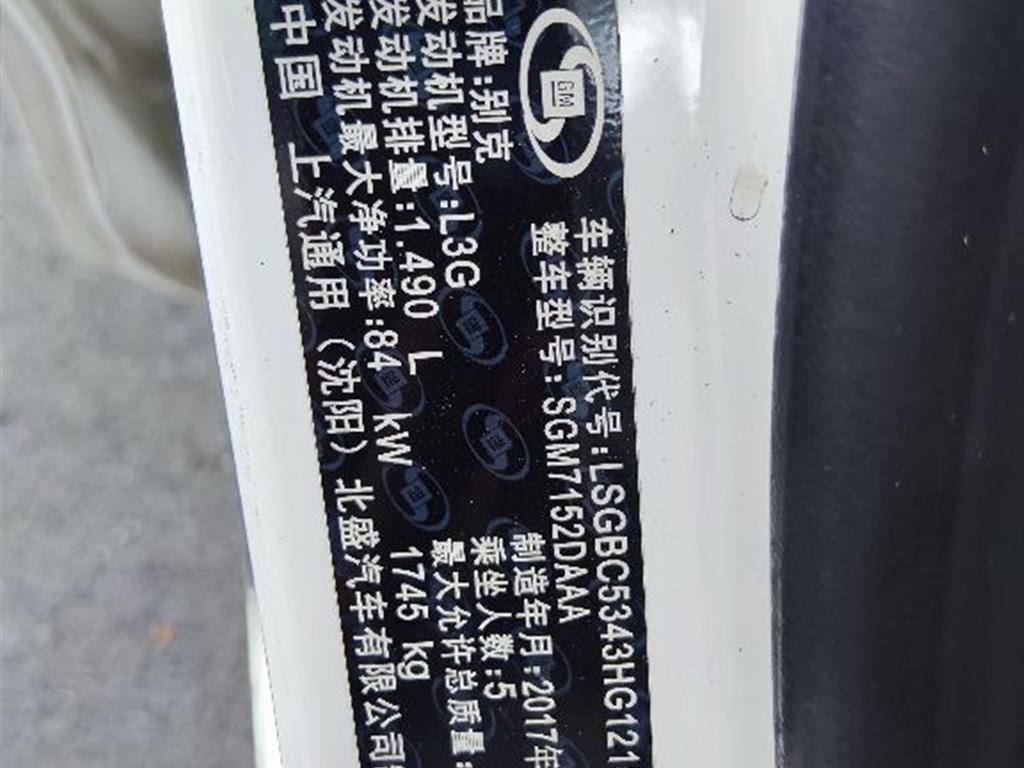 GM
车辆识别代号:LSGBC5343HG121
整车型号:SGM7152DAAA
品牌:别克
制造年月:2017年
发动机型号:L3G
乘坐人数:5
发动机排量:1.490 L
最大允许总质量:
1745 kg
发动机最大净功率:84 kW
中国 上汽通用(沈阳)北盛汽车有限公司